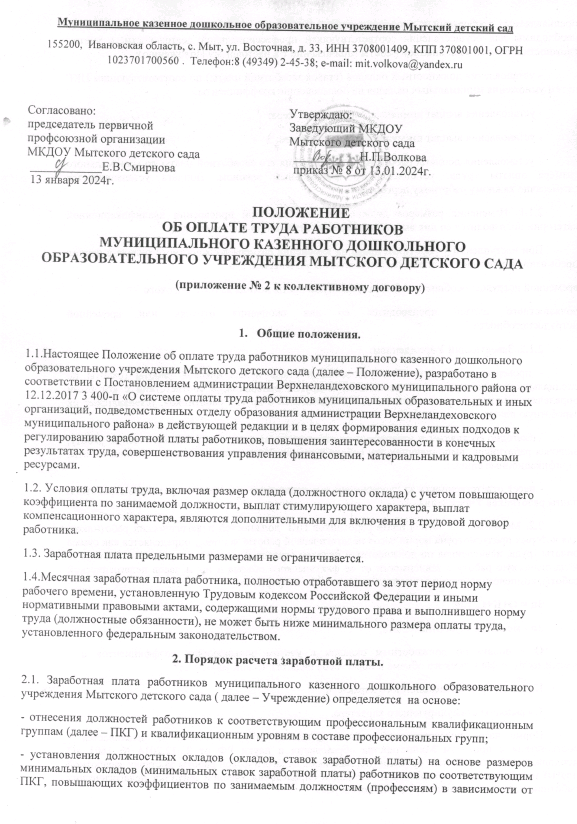 Муниципальное казенное дошкольное образовательное учреждение Мытский детский сад
155200, Ивановская область, с. Мыт, ул. Восточная, д. 33, ИНН 3708001409, КПП 370801001, ОГРН
1023701700560 . Телефон:8 (49349) 2-45-38; e-mail: mit.volkova@yandex.ru
Согласовано:
председатель первичной
профсоюзной организации
МКДОУ Мытского детского сада
____________Е.В.Смирнова
13 января 2024г.
Утверждаю:
Заведующий МКДОУ
Мытского детского сада
___________Н.П.Волкова
приказ № 8 от 13.01.2024г.
ПОЛОЖЕНИЕ
ОБ ОПЛАТЕ ТРУДА РАБОТНИКОВ
МУНИЦИПАЛЬНОГО КАЗЕННОГО ДОШКОЛЬНОГО
ОБРАЗОВАТЕЛЬНОГО УЧРЕЖДЕНИЯ МЫТСКОГО ДЕТСКОГО САДА
(приложение № 2 к коллективному договору)
1. Общие положения.
1.1.Настоящее Положение об оплате труда работников муниципального казенного дошкольного
образовательного учреждения Мытского детского сада (далее – Положение), разработано в
соответствии с Постановлением администрации Верхнеландеховского муниципального района от
12.12.2017 3 400-п «О системе оплаты труда работников муниципальных образовательных и иных
организаций, подведомственных отделу образования администрации Верхнеландеховского
муниципального района» в действующей редакции и в целях формирования единых подходов к
регулированию заработной платы работников, повышения заинтересованности в конечных
результатах труда, совершенствования управления финансовыми, материальными и кадровыми
ресурсами.
1.2. Условия оплаты труда, включая размер оклада (должностного оклада) с учетом повышающего
коэффициента по занимаемой должности, выплат стимулирующего характера, выплат
компенсационного характера, являются дополнительными для включения в трудовой договор
работника.
1.3. Заработная плата предельными размерами не ограничивается.
1.4.Месячная заработная плата работника, полностью отработавшего за этот период норму
рабочего времени, установленную Трудовым кодексом Российской Федерации и иными
нормативными правовыми актами, содержащими нормы трудового права и выполнившего норму
труда (должностные обязанности), не может быть ниже минимального размера оплаты труда,
установленного федеральным законодательством.
2. Порядок расчета заработной платы.
2.1. Заработная плата работников муниципального казенного дошкольного образовательного
учреждения Мытского детского сада ( далее – Учреждение) определяется на основе:
- отнесения должностей работников к соответствующим профессиональным квалификационным
группам (далее – ПКГ) и квалификационным уровням в составе профессиональных групп;
- установления должностных окладов (окладов, ставок заработной платы) на основе размеров
минимальных окладов (минимальных ставок заработной платы) работников по соответствующим
ПКГ, повышающих коэффициентов по занимаемым должностям (профессиям) в зависимости от